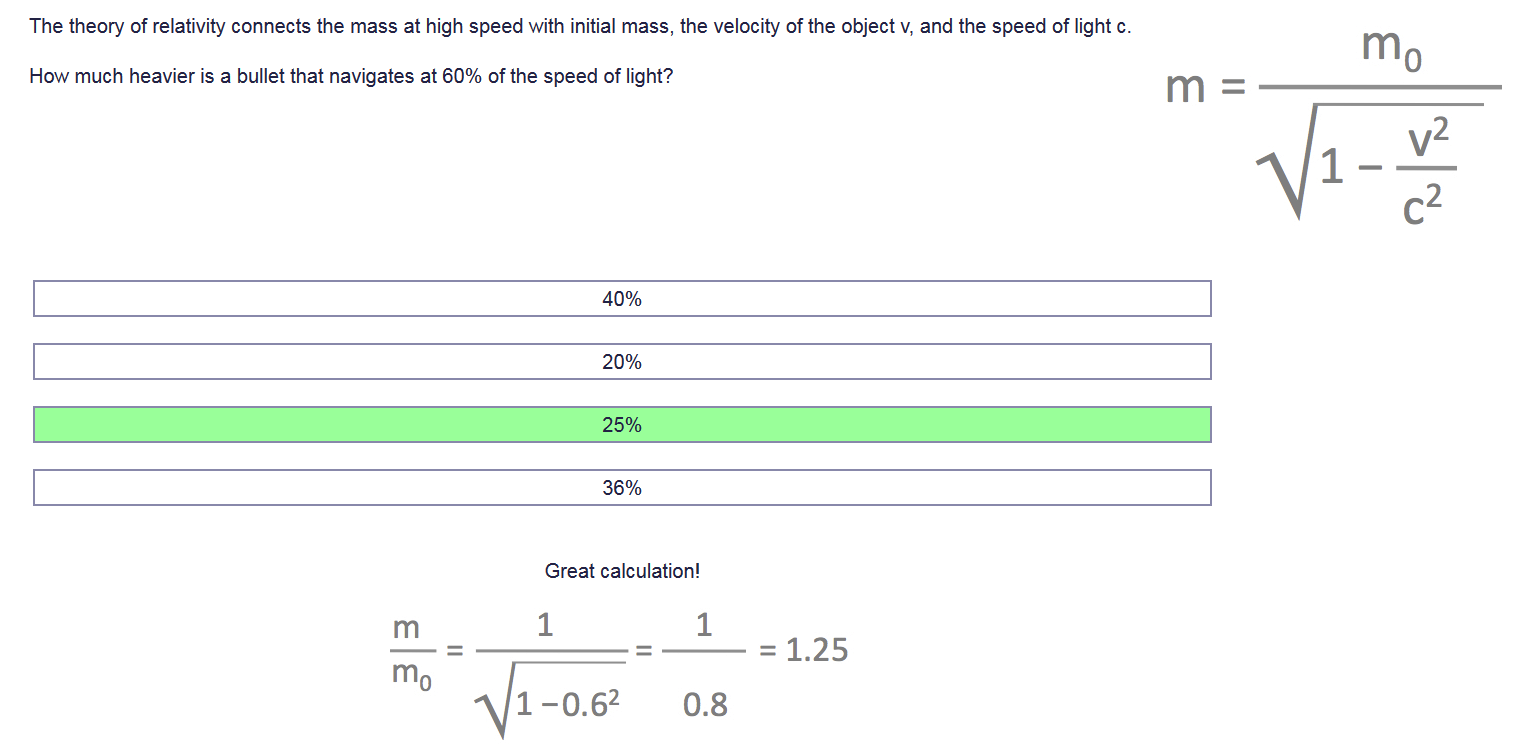 The theory of relativity connects the mass at high speed with initial mass, the velocity of the object v, and the speed of light c.
How much heavier is a bullet that navigates at 60% of the speed of light?
m = m₀ / √(1 − v²/c²)
40%
20%
25%
36%
Great calculation!
m/m₀ = 1/√(1 − 0.6²) = 1/0.8 = 1.25